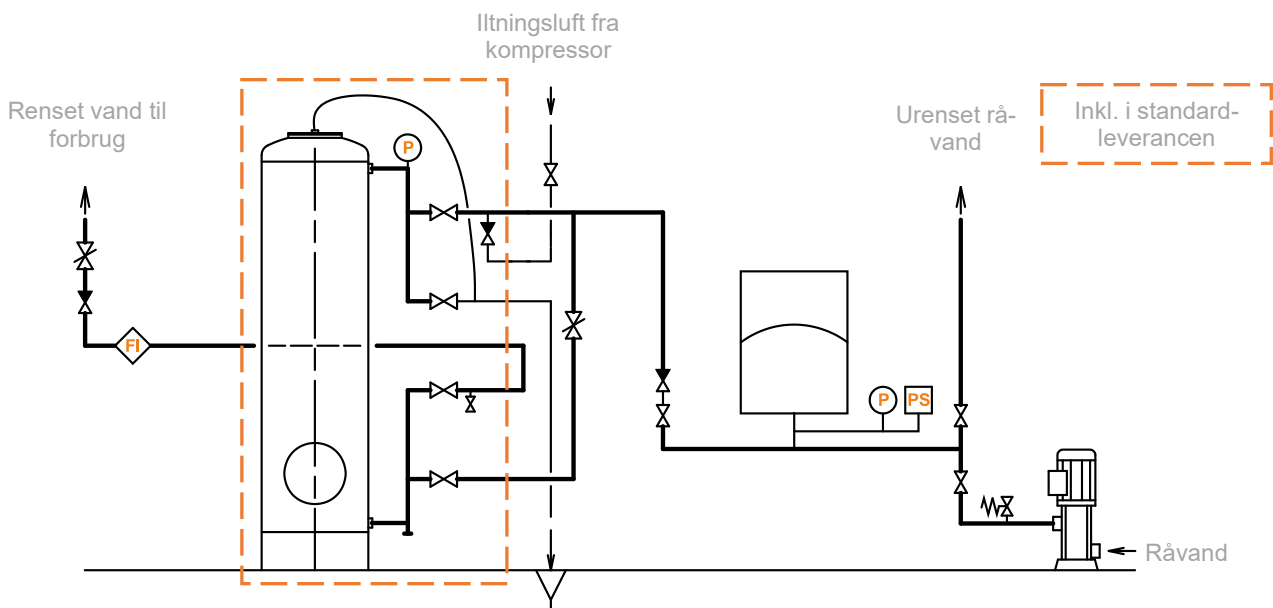 Iltningsluft fra
kompressor
Renset vand til
forbrug
Urenset rå-
vand
Inkl. i standard-
leverancen
P
FI
P
PS
Råvand